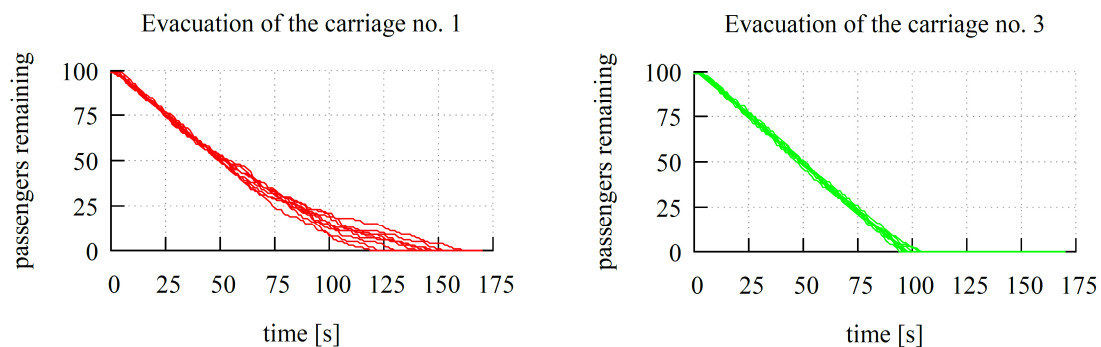 Evacuation of the carriage no. 1
passengers remaining
100
75
50
25
0
0 25 50 75 100 125 150 175
time [s]
Evacuation of the carriage no. 3
passengers remaining
100
75
50
25
0
0 25 50 75 100 125 150 175
time [s]